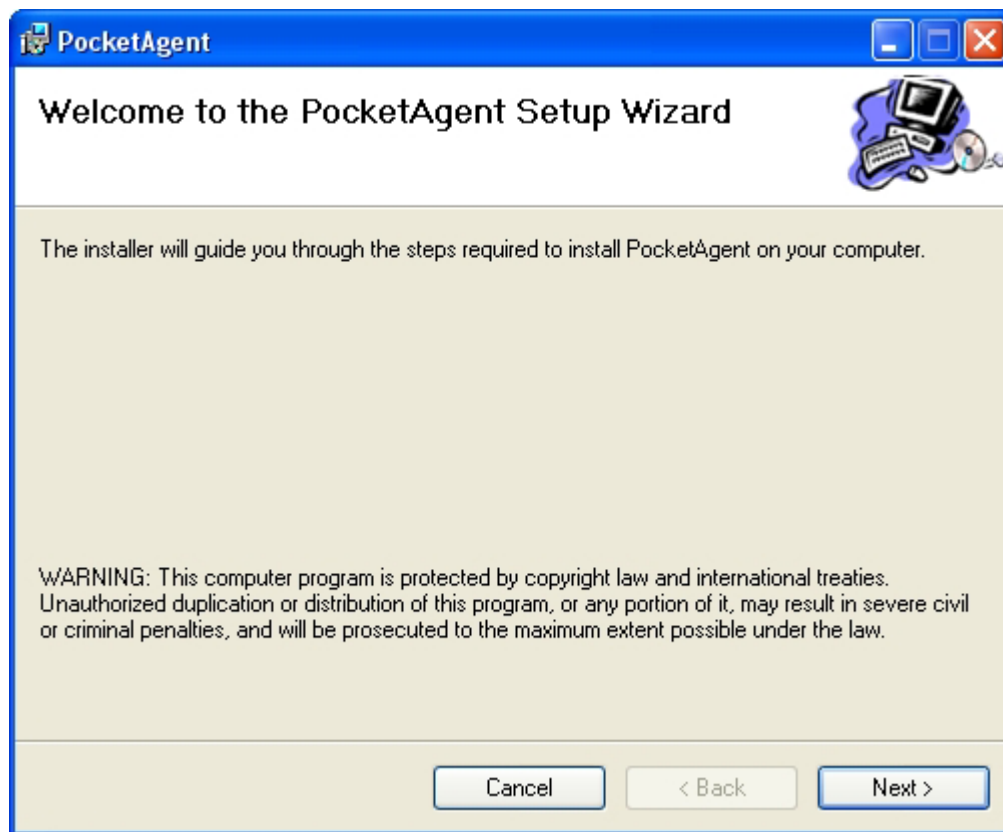 PocketAgent
Welcome to the PocketAgent Setup Wizard
The installer will guide you through the steps required to install PocketAgent on your computer.
WARNING: This computer program is protected by copyright law and international treaties.
Unauthorized duplication or distribution of this program, or any portion of it, may result in severe civil
or criminal penalties, and will be prosecuted to the maximum extent possible under the law.
Cancel
< Back
Next >